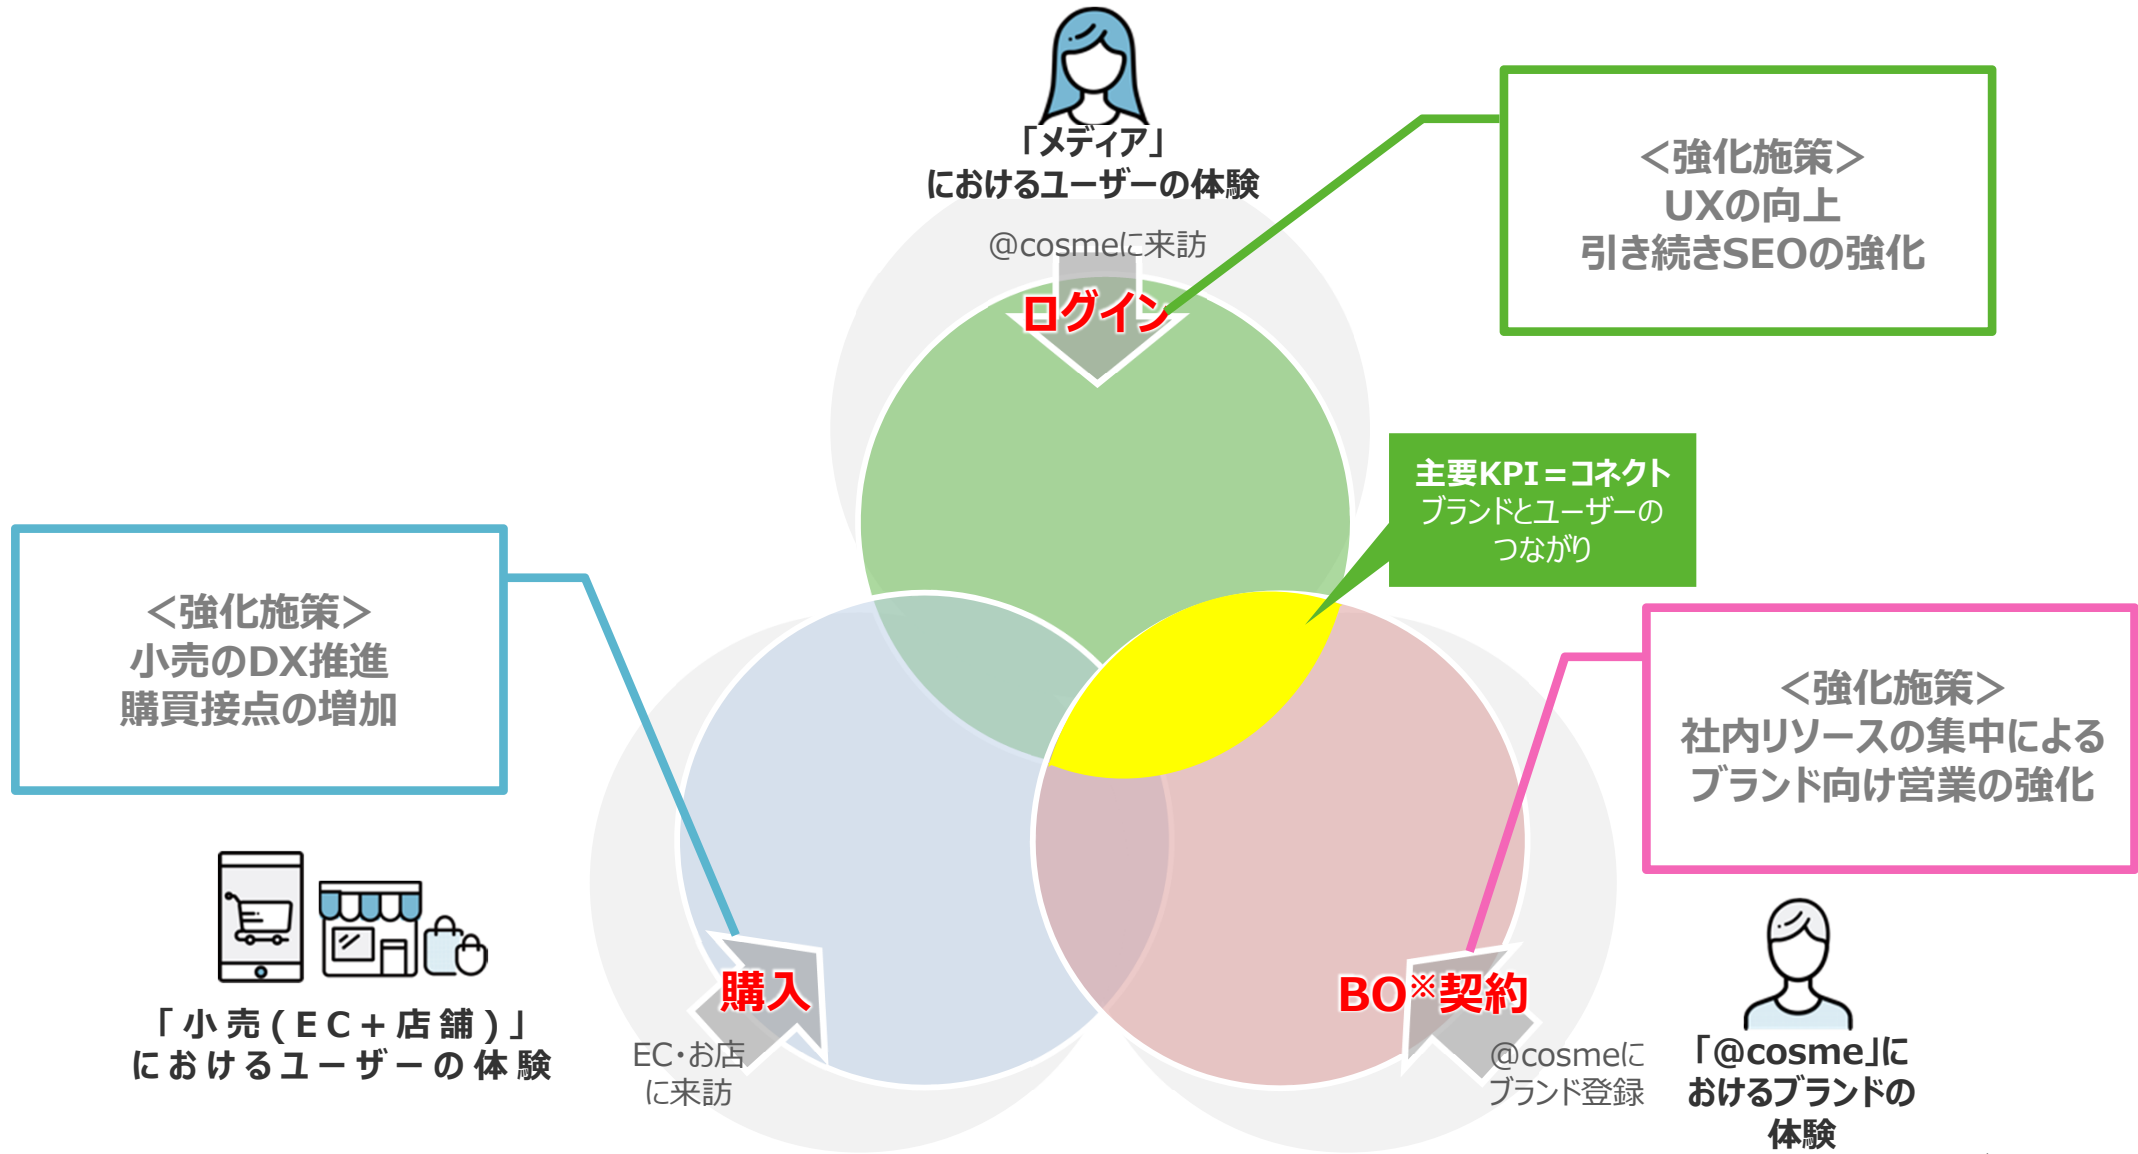 「メディア」
におけるユーザーの体験
@cosmeに来訪
ログイン
＜強化施策＞
UXの向上
引き続きSEOの強化
主要KPI＝コネクト
ブランドとユーザーの
つながり
＜強化施策＞
小売のDX推進
購買接点の増加
＜強化施策＞
社内リソースの集中による
ブランド向け営業の強化
「小売(EC+店舗)」
におけるユーザーの体験
購入
EC・お店
に来訪
BO※契約
@cosmeに
ブランド登録
「@cosme」に
おけるブランドの
体験